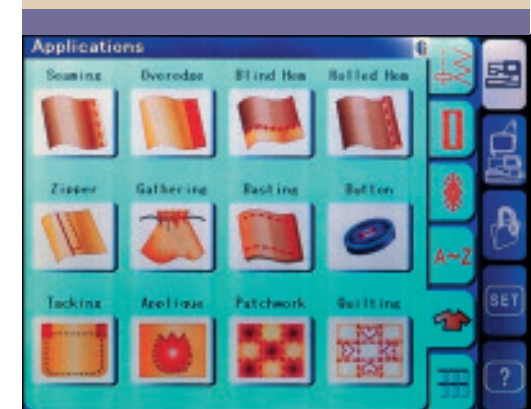 Applications
Seaming Overedge Blind Hem Rolled Hem
Zipper Gathering Basting Button
A~Z
Tacking Applique Patchwork Quilting
SET
?